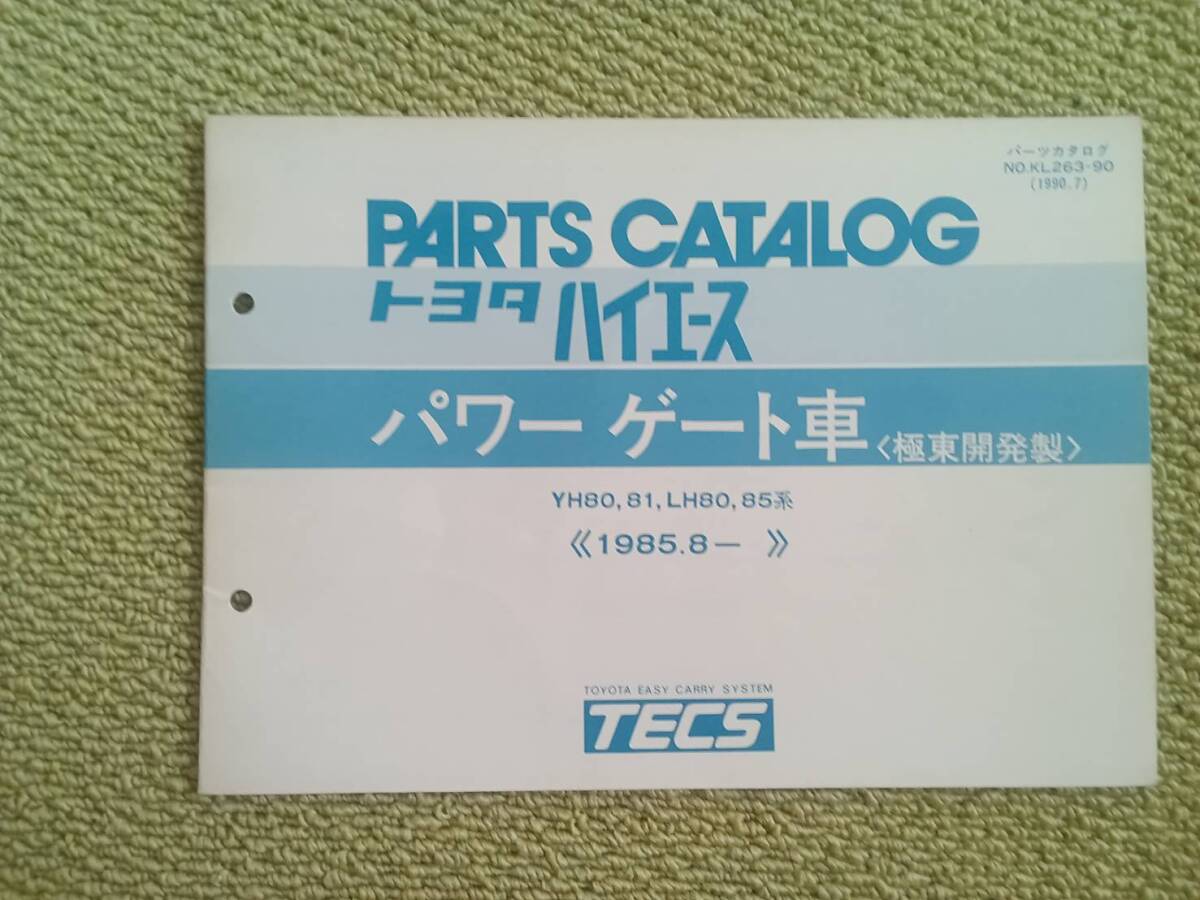 パーツカタログ
NO.KL263-90
(1990.7)
PARTS CATALOG
トヨタ ハイエース
パワー ゲート車〈極東開発製〉
YH80, 81, LH80, 85系
《1985.8ー 》
TOYOTA EASY CARRY SYSTEM
TECS